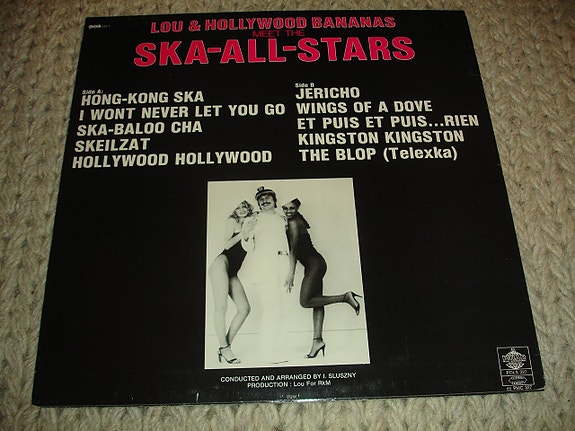 LOU & HOLLYWOOD BANANAS
MEET THE
SKA-ALL-STARS
Side A:
HONG-KONG SKA
I WONT NEVER LET YOU GO
SKA-BALOO CHA
SKEILZAT
HOLLYWOOD HOLLYWOOD
Side B
JERICHO
WINGS OF A DOVE
ET PUIS ET PUIS...RIEN
KINGSTON KINGSTON
THE BLOP (Telexka)
CONDUCTED AND ARRANGED BY I. SLUSZNY
PRODUCTION : Lou For RKM